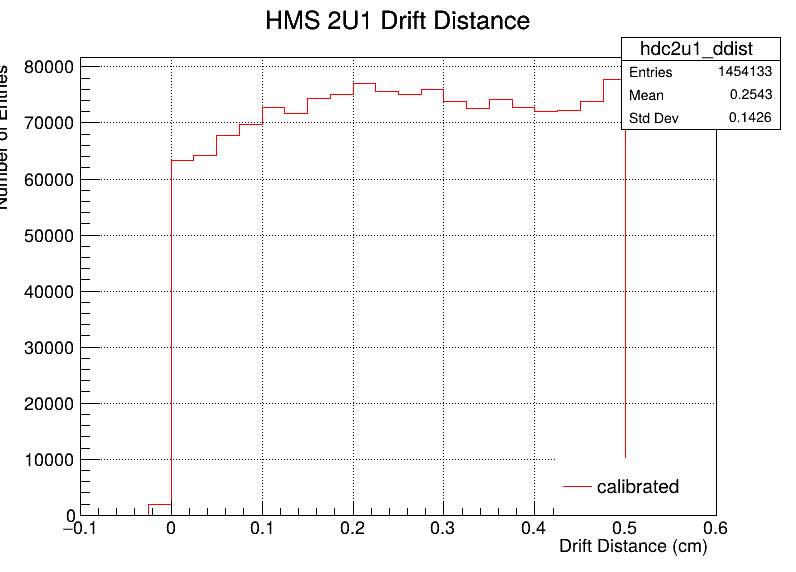 HMS 2U1 Drift Distance
hdc2u1_ddist
Entries 1454133
Mean 0.2543
Std Dev 0.1426
Number of Entries
80000
70000
60000
50000
40000
30000
20000
10000
0
calibrated
−0.1 0 0.1 0.2 0.3 0.4 0.5 0.6
Drift Distance (cm)